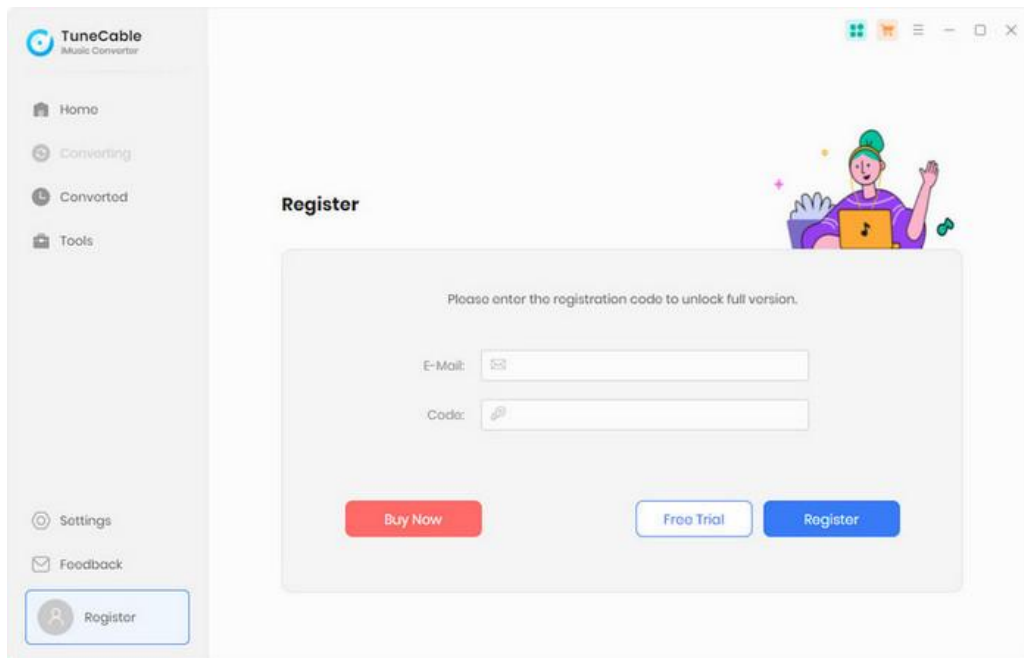 TuneCable
iMusic Converter
Home
Converting
Converted
Tools
Register
Please enter the registration code to unlock full version.
E-Mail:
Code:
Buy Now
Free Trial
Register
Settings
Feedback
Register